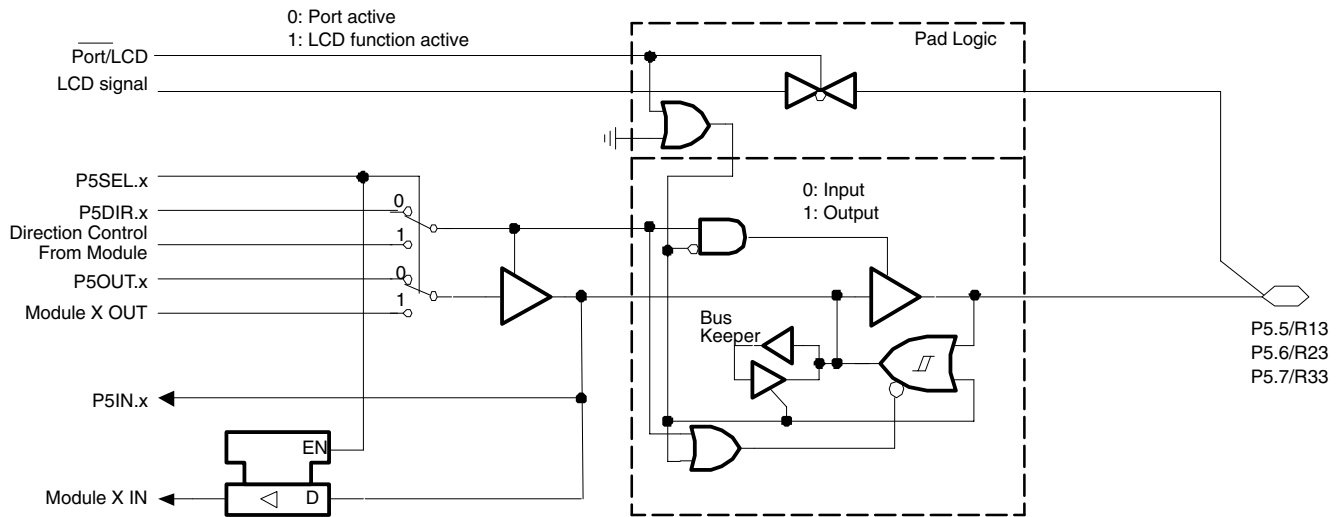 0: Port active
1: LCD function active
Pad Logic
Port/LCD
LCD signal
P5SEL.x
0: Input
1: Output
0
P5DIR.x
Direction Control
From Module
1
0
P5OUT.x
1
Module X OUT
Bus
Keeper
P5.5/R13
P5.6/R23
P5.7/R33
P5IN.x
EN
Module X IN
D